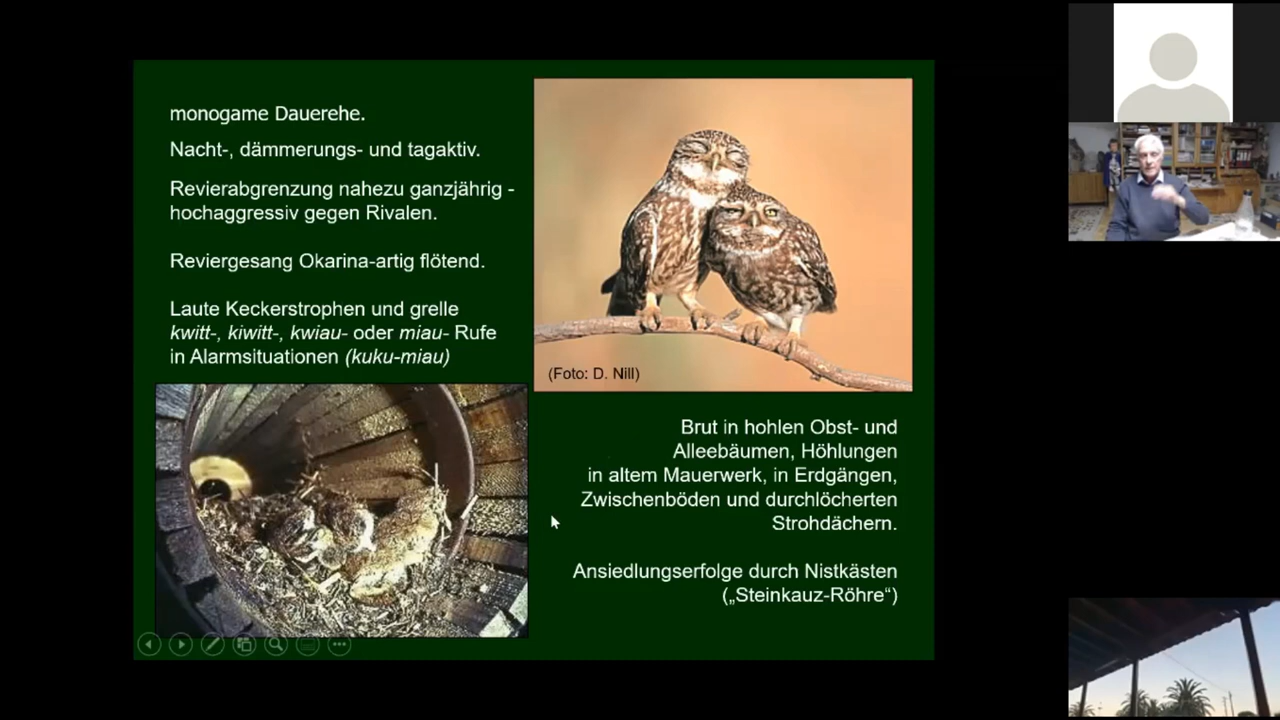 monogame Dauerehe.
Nacht-, dämmerungs- und tagaktiv.
Revierabgrenzung nahezu ganzjährig -
hochaggressiv gegen Rivalen.
Reviergesang Okarina-artig flötend.
Laute Keckerstrophen und grelle
kwitt-, kiwitt-, kwiau- oder miau- Rufe
in Alarmsituationen (kuku-miau)
(Foto: D. Nill)
Brut in hohlen Obst- und
Alleebäumen, Höhlungen
in altem Mauerwerk, in Erdgängen,
Zwischenböden und durchlöcherten
Strohdächern.
Ansiedlungserfolge durch Nistkästen
(„Steinkauz-Röhre“)